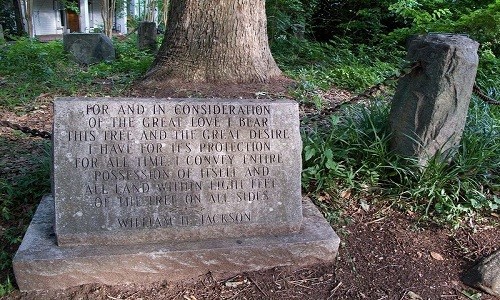 FOR AND IN CONSIDERATION
OF THE GREAT LOVE I BEAR
THIS TREE AND THE GREAT DESIRE
I HAVE FOR ITS PROTECTION
FOR ALL TIME, I CONVEY ENTIRE
POSSESSION OF ITSELF AND
ALL LAND WITHIN EIGHT FEET
OF THE TREE ON ALL SIDES
WILLIAM H. JACKSON